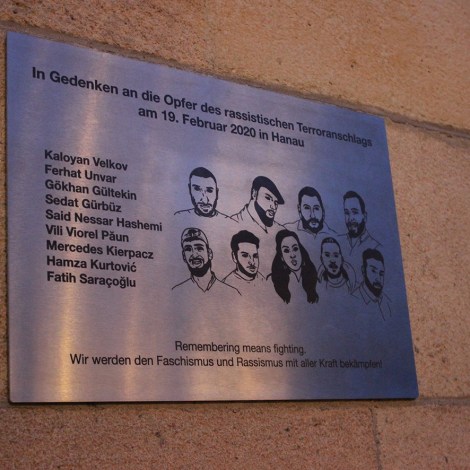 In Gedenken an die Opfer des rassistischen Terroranschlags
am 19. Februar 2020 in Hanau
Kaloyan Velkov
Ferhat Unvar
Gökhan Gültekin
Sedat Gürbüz
Said Nessar Hashemi
Vili Viorel Păun
Mercedes Kierpacz
Hamza Kurtović
Fatih Saraçoğlu
Remembering means fighting.
Wir werden den Faschismus und Rassismus mit aller Kraft bekämpfen!